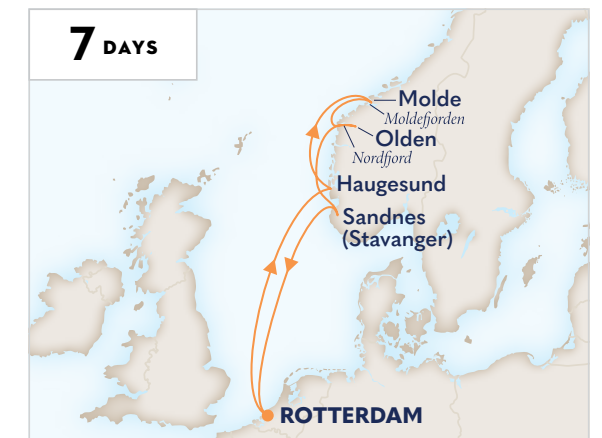 7 DAYS
Molde
Moldefjorden
Olden
Nordfjord
Haugesund
Sandnes
(Stavanger)
ROTTERDAM